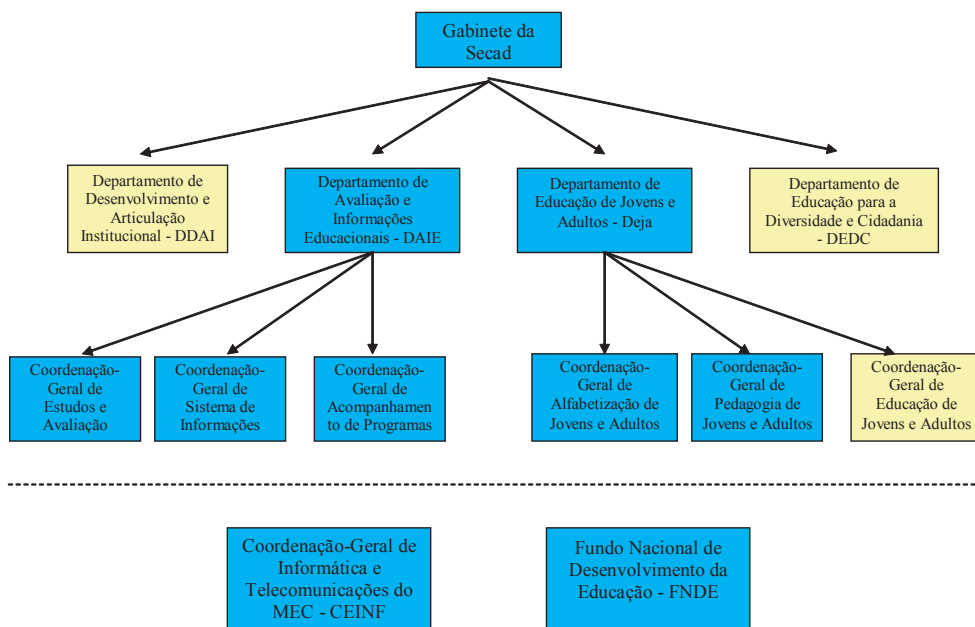 Gabinete da
Secad
Departamento de
Desenvolvimento e
Articulação
Institucional - DDAI
Departamento de
Avaliação e
Informações
Educacionais - DAIE
Departamento de
Educação de Jovens e
Adultos - Deja
Departamento de
Educação para a
Diversidade e Cidadania
- DEDC
Coordenação-
Geral de
Estudos e
Avaliação
Coordenação-
Geral de
Sistema de
Informações
Coordenação-
Geral de
Acompanhamen
to de Programas
Coordenação-
Geral de
Alfabetização de
Jovens e Adultos
Coordenação-
Geral de
Pedagogia de
Jovens e Adultos
Coordenação-
Geral de
Educação de
Jovens e Adultos
Coordenação-Geral de
Informática e
Telecomunicações do
MEC - CEINF
Fundo Nacional de
Desenvolvimento da
Educação - FNDE